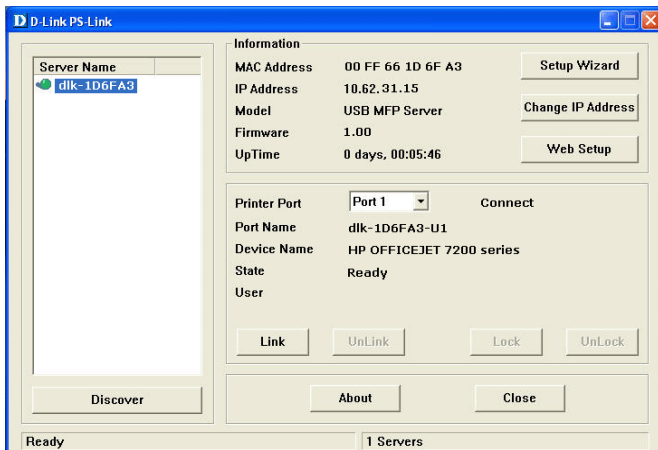 D D-Link PS-Link
Server Name
dlk-1D6FA3
Discover
Information
MAC Address 00 FF 66 1D 6F A3
IP Address 10.62.31.15
Model USB MFP Server
Firmware 1.00
UpTime 0 days, 00:05:46
Setup Wizard
Change IP Address
Web Setup
Printer Port Port 1 Connect
Port Name dlk-1D6FA3-U1
Device Name HP OFFICEJET 7200 series
State Ready
User
Link UnLink Lock UnLock
About Close
Ready 1 Servers